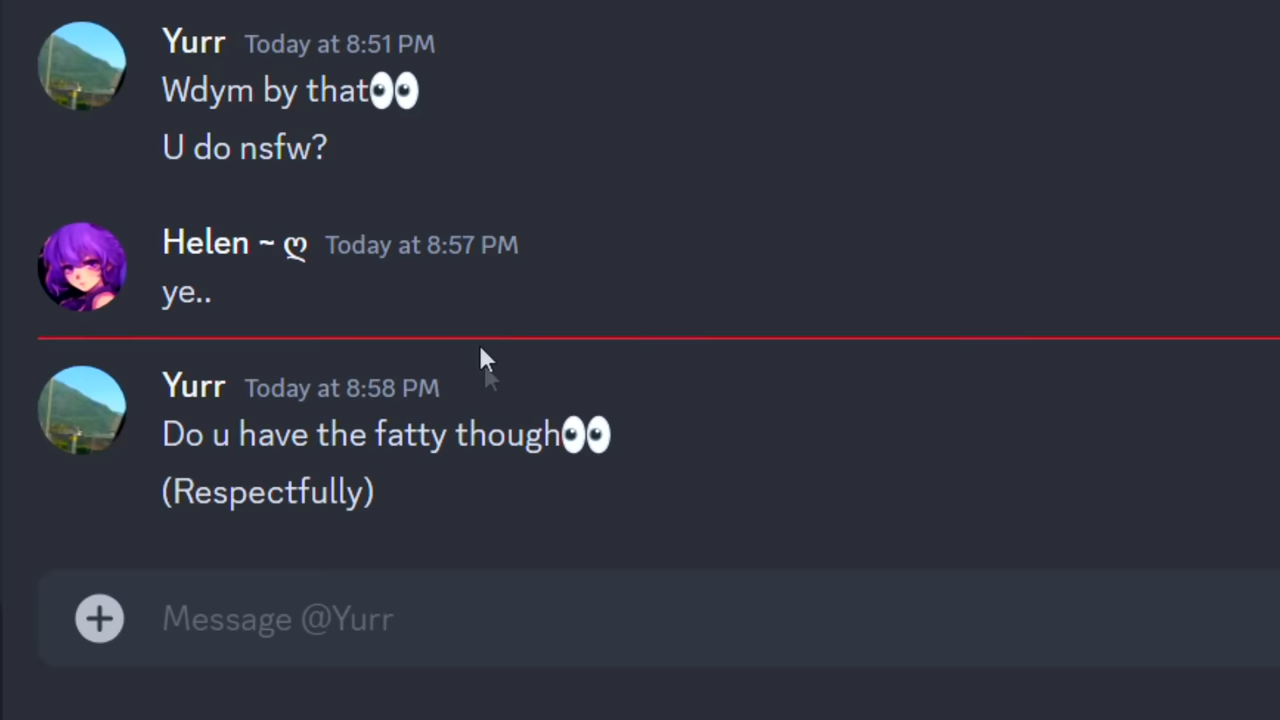 Yurr Today at 8:51 PM
Wdym by that👀
U do nsfw?
Helen ~ ღ Today at 8:57 PM
ye..
Yurr Today at 8:58 PM
Do u have the fatty though👀
(Respectfully)
Message @Yurr